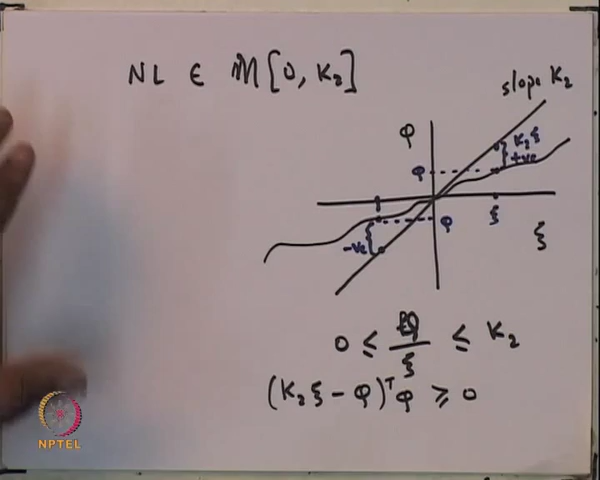 NL ∈ M[0, K₂]
slope K₂
φ
K₂ξ
+ve
φ
ξ
φ
-ve
ξ
0 ≤ φ/ξ ≤ K₂
(K₂ξ - φ)ᵀ φ ≥ 0
NPTEL